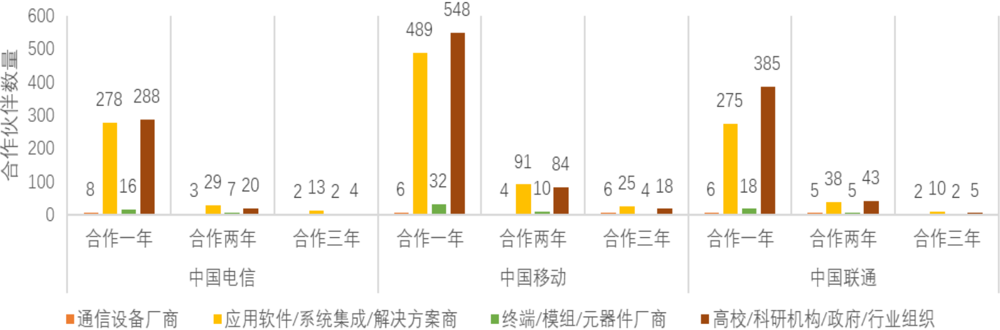 合作伙伴数量
600
500
400
300
200
100
0
8 278 16 288
3 29 7 20
2 13 2 4
6 489 32 548
4 91 10 84
6 25 4 18
6 275 18 385
5 38 5 43
2 10 2 5
合作一年 合作两年 合作三年 合作一年 合作两年 合作三年 合作一年 合作两年 合作三年
中国电信 中国移动 中国联通
通信设备厂商 应用软件/系统集成/解决方案商 终端/模组/元器件厂商 高校/科研机构/政府/行业组织